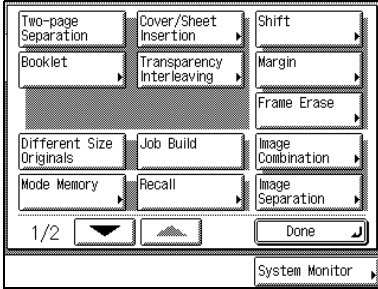 Two-page
Separation
Cover/Sheet
Insertion
Shift
Booklet
Transparency
Interleaving
Margin
Frame Erase
Different Size
Originals
Job Build
Image
Combination
Mode Memory
Recall
Image
Separation
1/2
Done
System Monitor